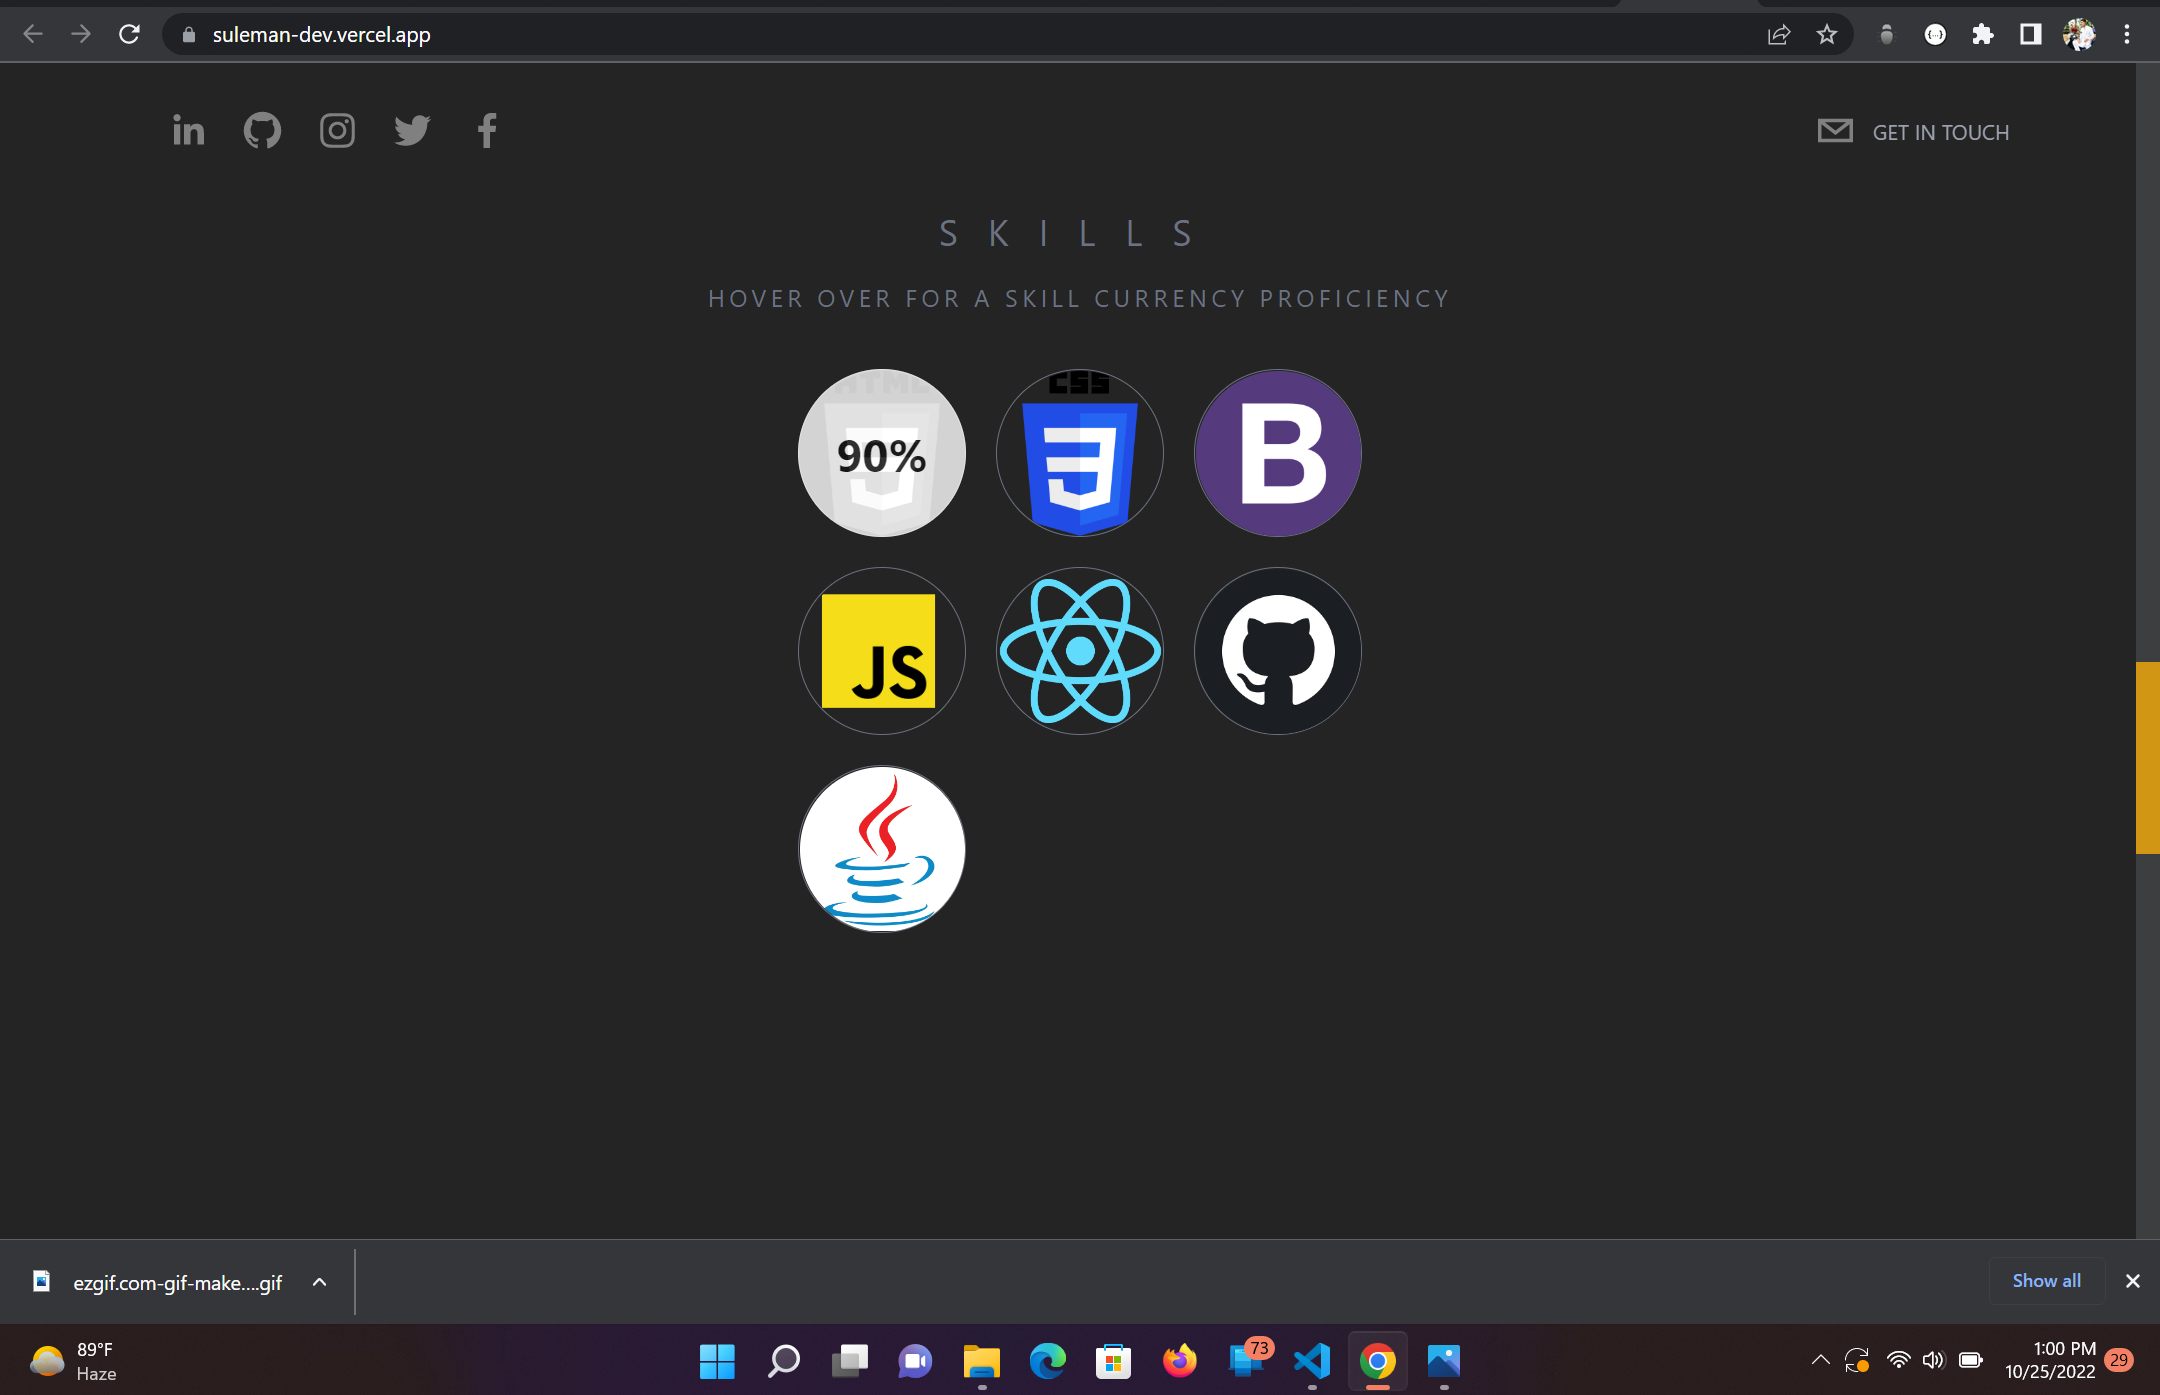 suleman-dev.vercel.app
GET IN TOUCH
SKILLS
HOVER OVER FOR A SKILL CURRENCY PROFICIENCY
HTML
90%
CSS
B
JS
ezgif.com-gif-make....gif
Show all
89°F
Haze
73
1:00 PM
10/25/2022
29